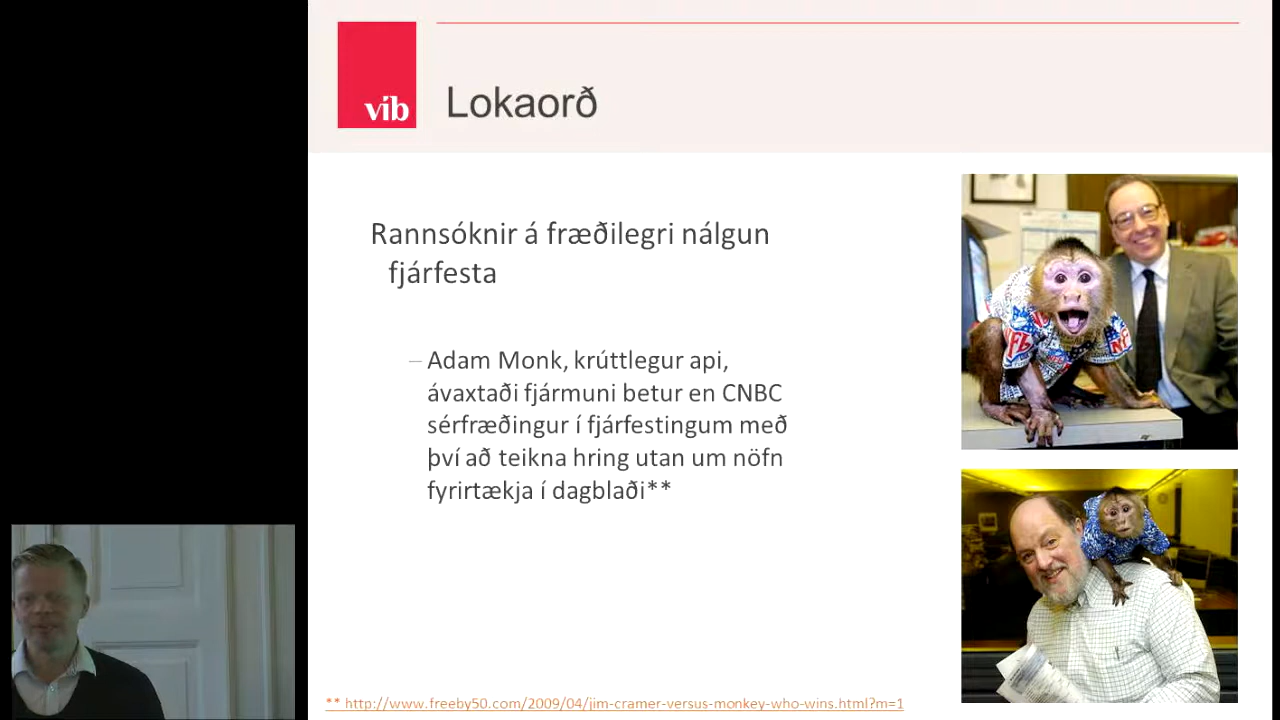 víb
Lokaorð
Rannsóknir á fræðilegri nálgun
fjárfesta
– Adam Monk, krúttlegur api,
ávaxtaði fjármuni betur en CNBC
sérfræðingur í fjárfestingum með
því að teikna hring utan um nöfn
fyrirtækja í dagblaði**
** http://www.freeby50.com/2009/04/jim-cramer-versus-monkey-who-wins.html?m=1